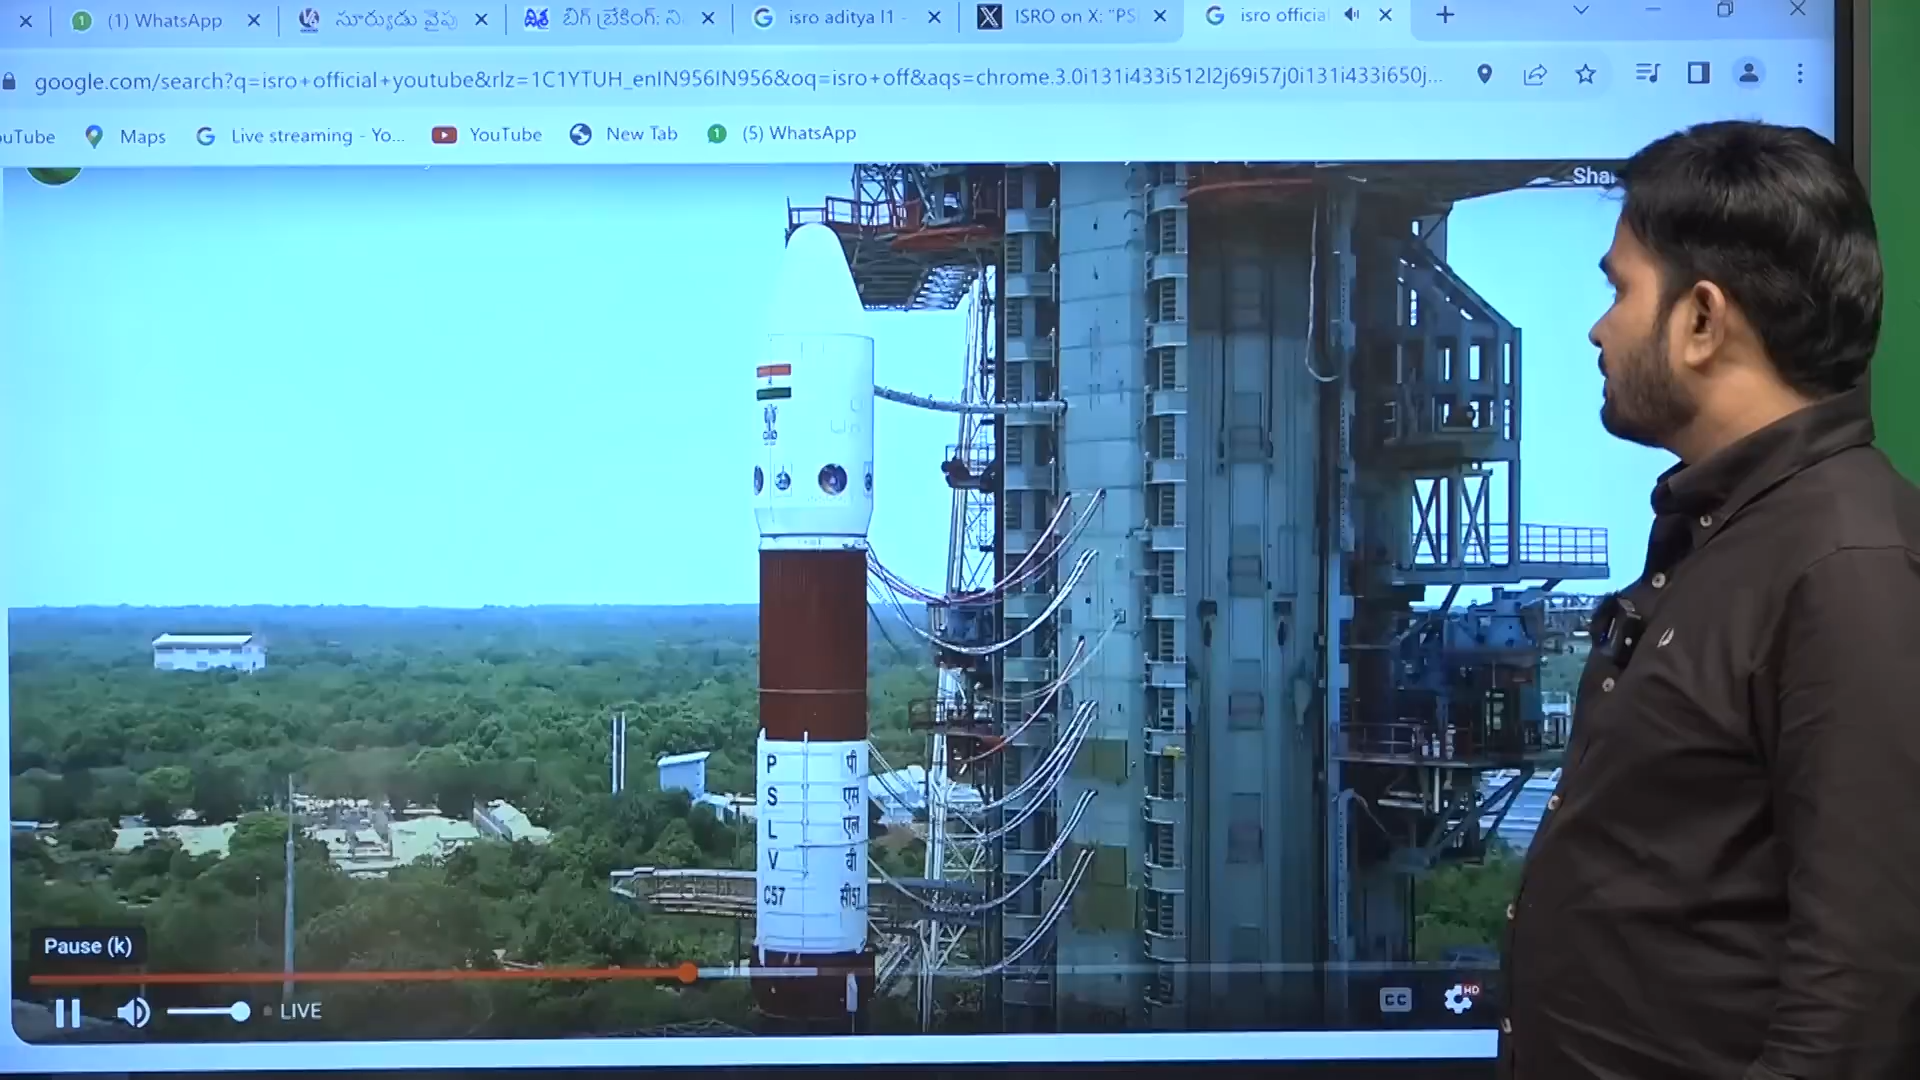 (1) WhatsApp
సూర్యుడు వైపు
బిగ్ బ్రేకింగ్: ని
isro aditya l1 -
ISRO on X: "PS
isro officia
google.com/search?q=isro+official+youtube&rlz=1C1YTUH_enIN956IN956&oq=isro+off&aqs=chrome.3.0i131i433i512l2j69i57j0i131i433i650j...
ouTube
Maps
Live streaming - Yo...
YouTube
New Tab
(5) WhatsApp
Shar
P पी
S एस
L एल
V वी
C57 सी57
Pause (k)
LIVE
CC
HD